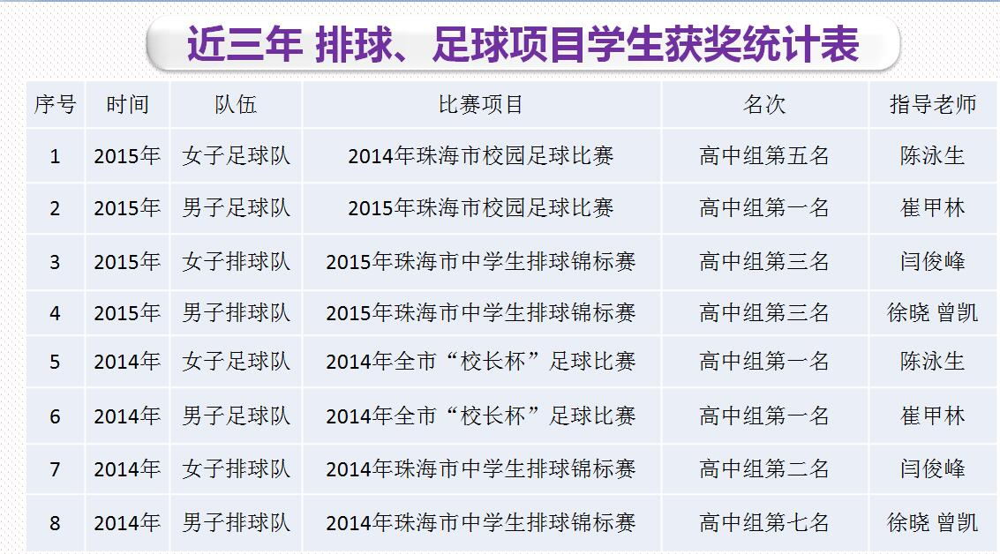 近三年 排球、足球项目学生获奖统计表
序号 时间 队伍 比赛项目 名次 指导老师
1 2015年 女子足球队 2014年珠海市校园足球比赛 高中组第五名 陈泳生
2 2015年 男子足球队 2015年珠海市校园足球比赛 高中组第一名 崔甲林
3 2015年 女子排球队 2015年珠海市中学生排球锦标赛 高中组第三名 闫俊峰
4 2015年 男子排球队 2015年珠海市中学生排球锦标赛 高中组第三名 徐晓 曾凯
5 2014年 女子足球队 2014年全市“校长杯”足球比赛 高中组第一名 陈泳生
6 2014年 男子足球队 2014年全市“校长杯”足球比赛 高中组第一名 崔甲林
7 2014年 女子排球队 2014年珠海市中学生排球锦标赛 高中组第二名 闫俊峰
8 2014年 男子排球队 2014年珠海市中学生排球锦标赛 高中组第七名 徐晓 曾凯